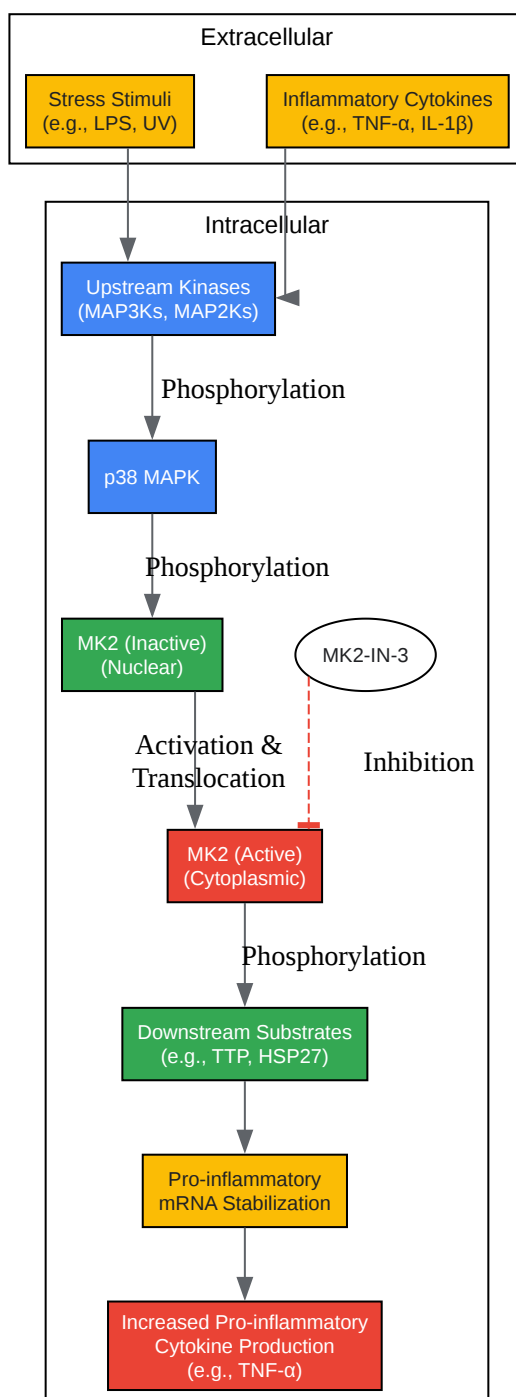 Extracellular
Stress Stimuli
(e.g., LPS, UV)
Inflammatory Cytokines
(e.g., TNF-α, IL-1β)
Intracellular
Upstream Kinases
(MAP3Ks, MAP2Ks)
Phosphorylation
p38 MAPK
Phosphorylation
MK2 (Inactive)
(Nuclear)
MK2-IN-3
Activation &
Translocation
Inhibition
MK2 (Active)
(Cytoplasmic)
Phosphorylation
Downstream Substrates
(e.g., TTP, HSP27)
Pro-inflammatory
mRNA Stabilization
Increased Pro-inflammatory
Cytokine Production
(e.g., TNF-α)